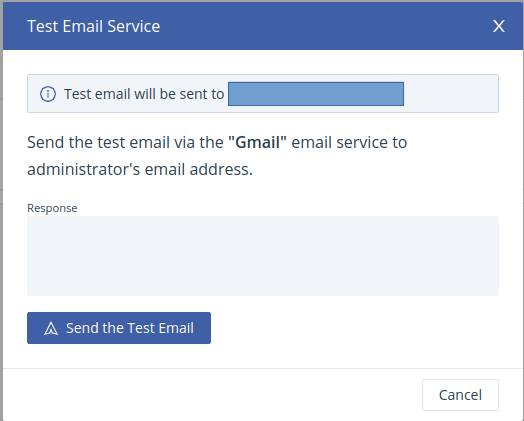 Test Email Service X
Test email will be sent to
Send the test email via the "Gmail" email service to
administrator's email address.
Response
Send the Test Email
Cancel